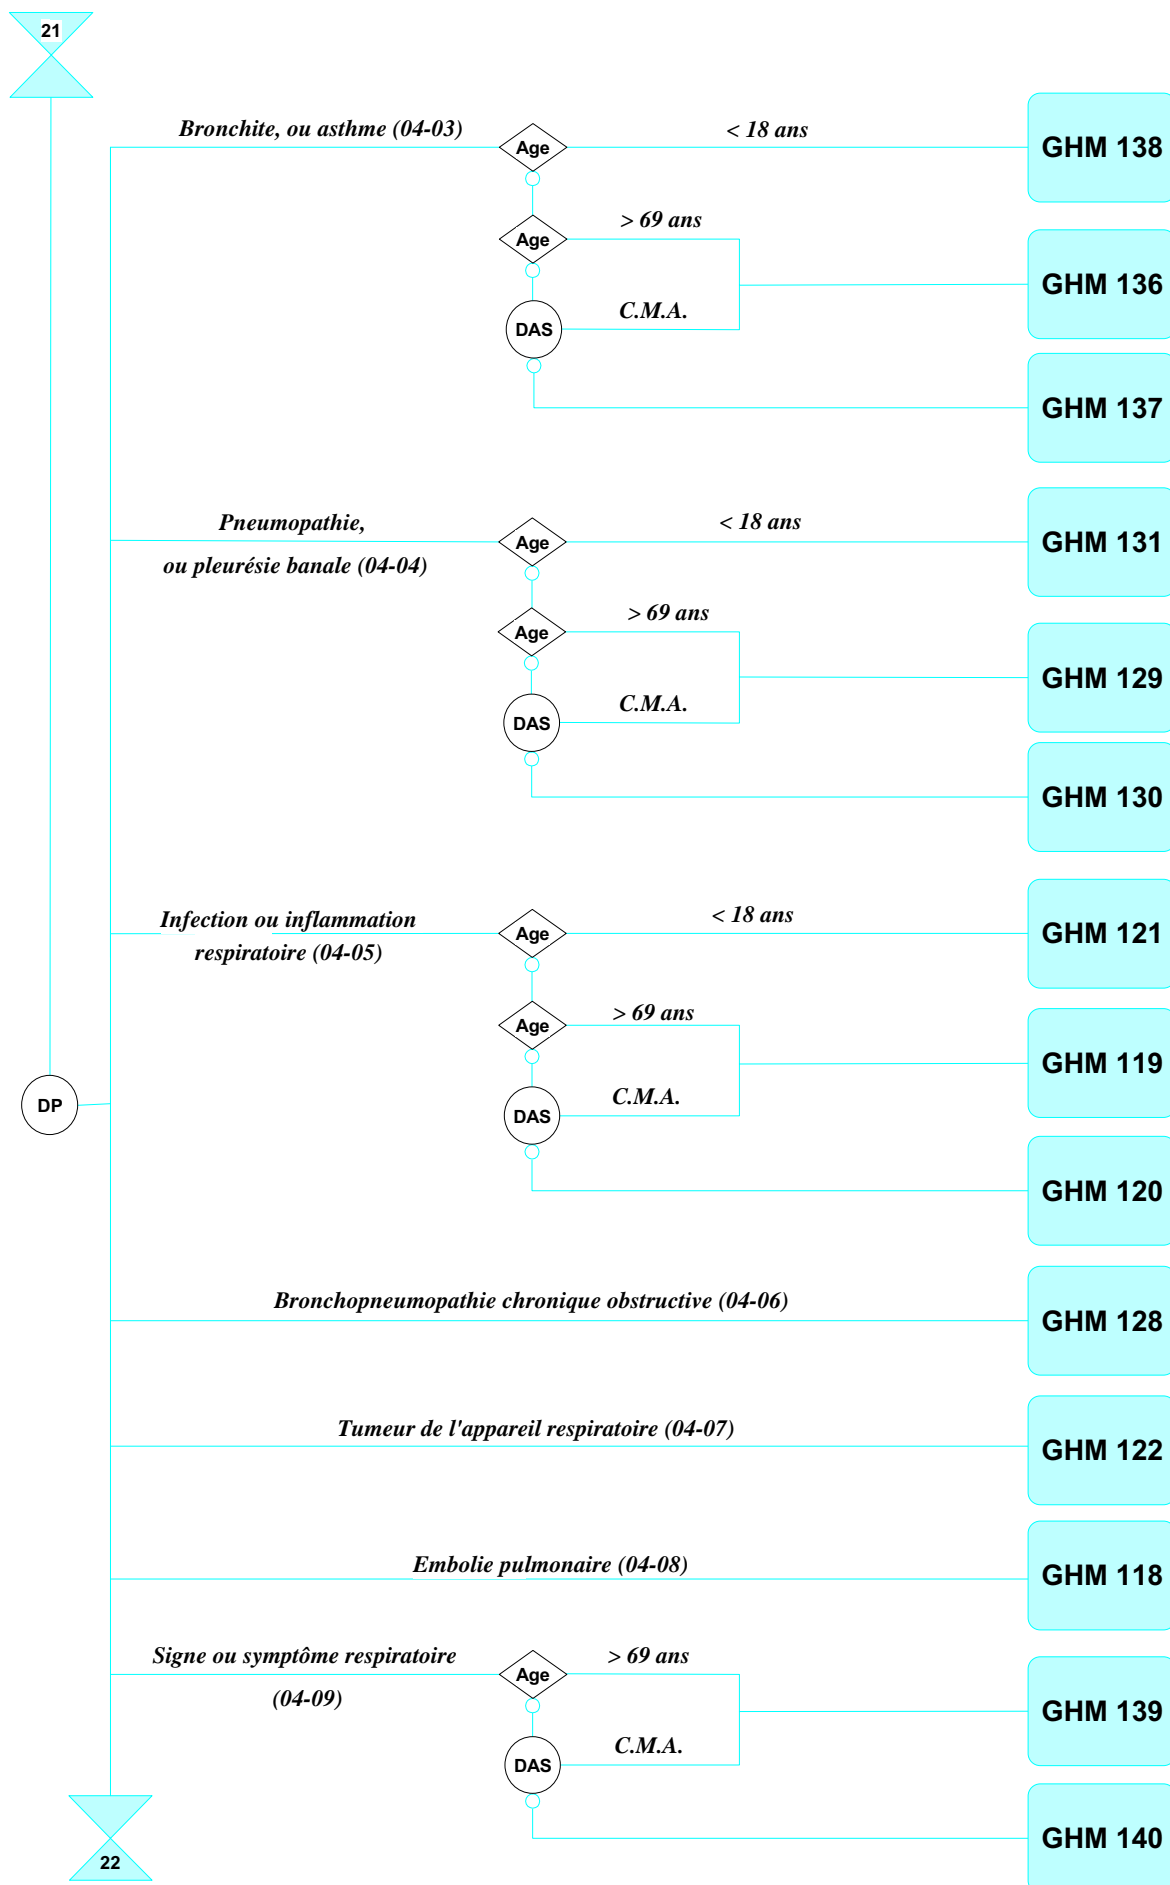 21
Bronchite, ou asthme (04-03)
Age
< 18 ans
GHM 138
Age
> 69 ans
GHM 136
DAS
C.M.A.
GHM 137
Pneumopathie,
ou pleurésie banale (04-04)
Age
< 18 ans
GHM 131
Age
> 69 ans
GHM 129
DAS
C.M.A.
GHM 130
Infection ou inflammation
respiratoire (04-05)
Age
< 18 ans
GHM 121
Age
> 69 ans
GHM 119
DP
DAS
C.M.A.
GHM 120
Bronchopneumopathie chronique obstructive (04-06)
GHM 128
Tumeur de l'appareil respiratoire (04-07)
GHM 122
Embolie pulmonaire (04-08)
GHM 118
Signe ou symptôme respiratoire
(04-09)
Age
> 69 ans
GHM 139
DAS
C.M.A.
GHM 140
22